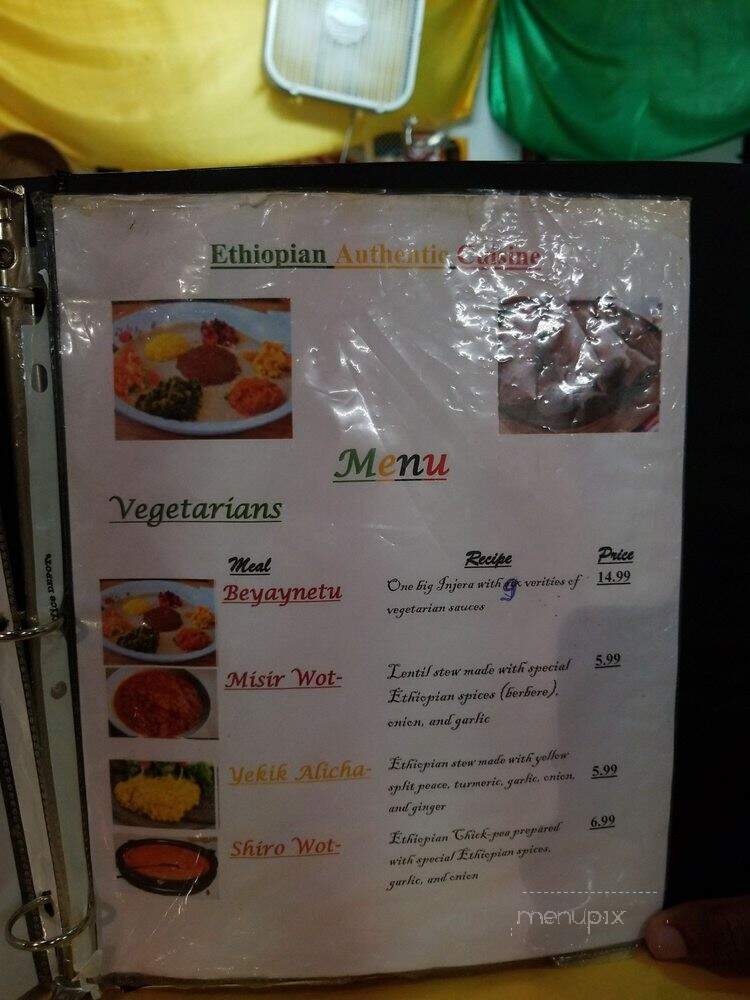 Ethiopian Authentic Cuisine
Menu
Vegetarians
Meal Recipe Price
Beyaynetu
One big Injera with 9 verities of
vegetarian sauces
14.99
Misir Wot-
Lentil stew made with special
Ethiopian spices (berbere),
onion, and garlic
5.99
Yekik Alicha-
Ethiopian stew made with yellow
split peace, turmeric, garlic, onion,
and ginger
5.99
Shiro Wot-
Ethiopian Chick-pea prepared
with special Ethiopian spices,
garlic, and onion
6.99
ffice DEPOT
menupix